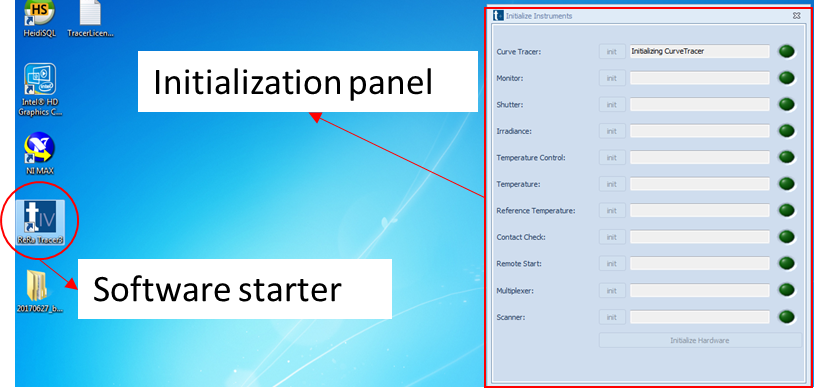 HeidiSQL
TracerLicen...
Intel® HD
Graphics C...
NI MAX
ReRa Tracer3
20170627_b...
Initialization panel
Software starter
Initialize Instruments
Curve Tracer: init Initializing CurveTracer
Monitor: init
Shutter: init
Irradiance: init
Temperature Control: init
Temperature: init
Reference Temperature: init
Contact Check: init
Remote Start: init
Multiplexer: init
Scanner: init
Initialize Hardware